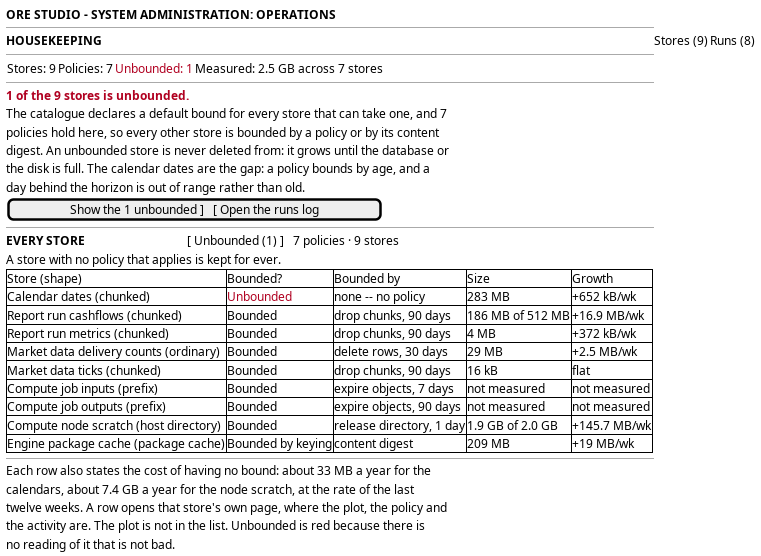 ORE STUDIO - SYSTEM ADMINISTRATION: OPERATIONS
HOUSEKEEPING Stores (9) Runs (8)
Stores: 9 Policies: 7 Unbounded: 1 Measured: 2.5 GB across 7 stores
1 of the 9 stores is unbounded.
The catalogue declares a default bound for every store that can take one, and 7
policies hold here, so every other store is bounded by a policy or by its content
digest. An unbounded store is never deleted from: it grows until the database or
the disk is full. The calendar dates are the gap: a policy bounds by age, and a
day behind the horizon is out of range rather than old.
Show the 1 unbounded ] [ Open the runs log
EVERY STORE [ Unbounded (1) ] 7 policies · 9 stores
A store with no policy that applies is kept for ever.
Store (shape) Bounded? Bounded by Size Growth
Calendar dates (chunked) Unbounded none -- no policy 283 MB +652 kB/wk
Report run cashflows (chunked) Bounded drop chunks, 90 days 186 MB of 512 MB +16.9 MB/wk
Report run metrics (chunked) Bounded drop chunks, 90 days 4 MB +372 kB/wk
Market data delivery counts (ordinary) Bounded delete rows, 30 days 29 MB +2.5 MB/wk
Market data ticks (chunked) Bounded drop chunks, 90 days 16 kB flat
Compute job inputs (prefix) Bounded expire objects, 7 days not measured not measured
Compute job outputs (prefix) Bounded expire objects, 90 days not measured not measured
Compute node scratch (host directory) Bounded release directory, 1 day 1.9 GB of 2.0 GB +145.7 MB/wk
Engine package cache (package cache) Bounded by keying content digest 209 MB +19 MB/wk
Each row also states the cost of having no bound: about 33 MB a year for the
calendars, about 7.4 GB a year for the node scratch, at the rate of the last
twelve weeks. A row opens that store's own page, where the plot, the policy and
the activity are. The plot is not in the list. Unbounded is red because there is
no reading of it that is not bad.